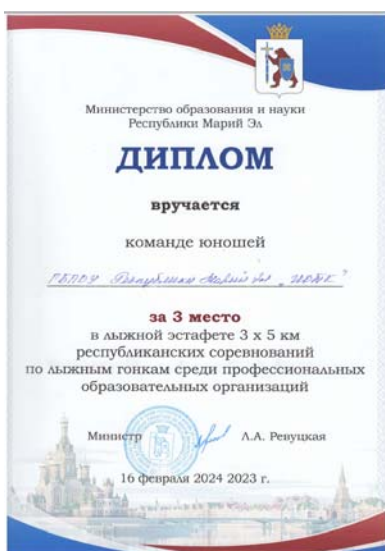 Министерство образования и науки
Республики Марий Эл
ДИПЛОМ
вручается
команде юношей
ГБПОУ Республики Марий Эл
за 3 место
в лыжной эстафете 3 х 5 км
республиканских соревнований
по лыжным гонкам среди профессиональных
образовательных организаций
Министр Л.А. Ревуцкая
16 февраля 2024 2023 г.